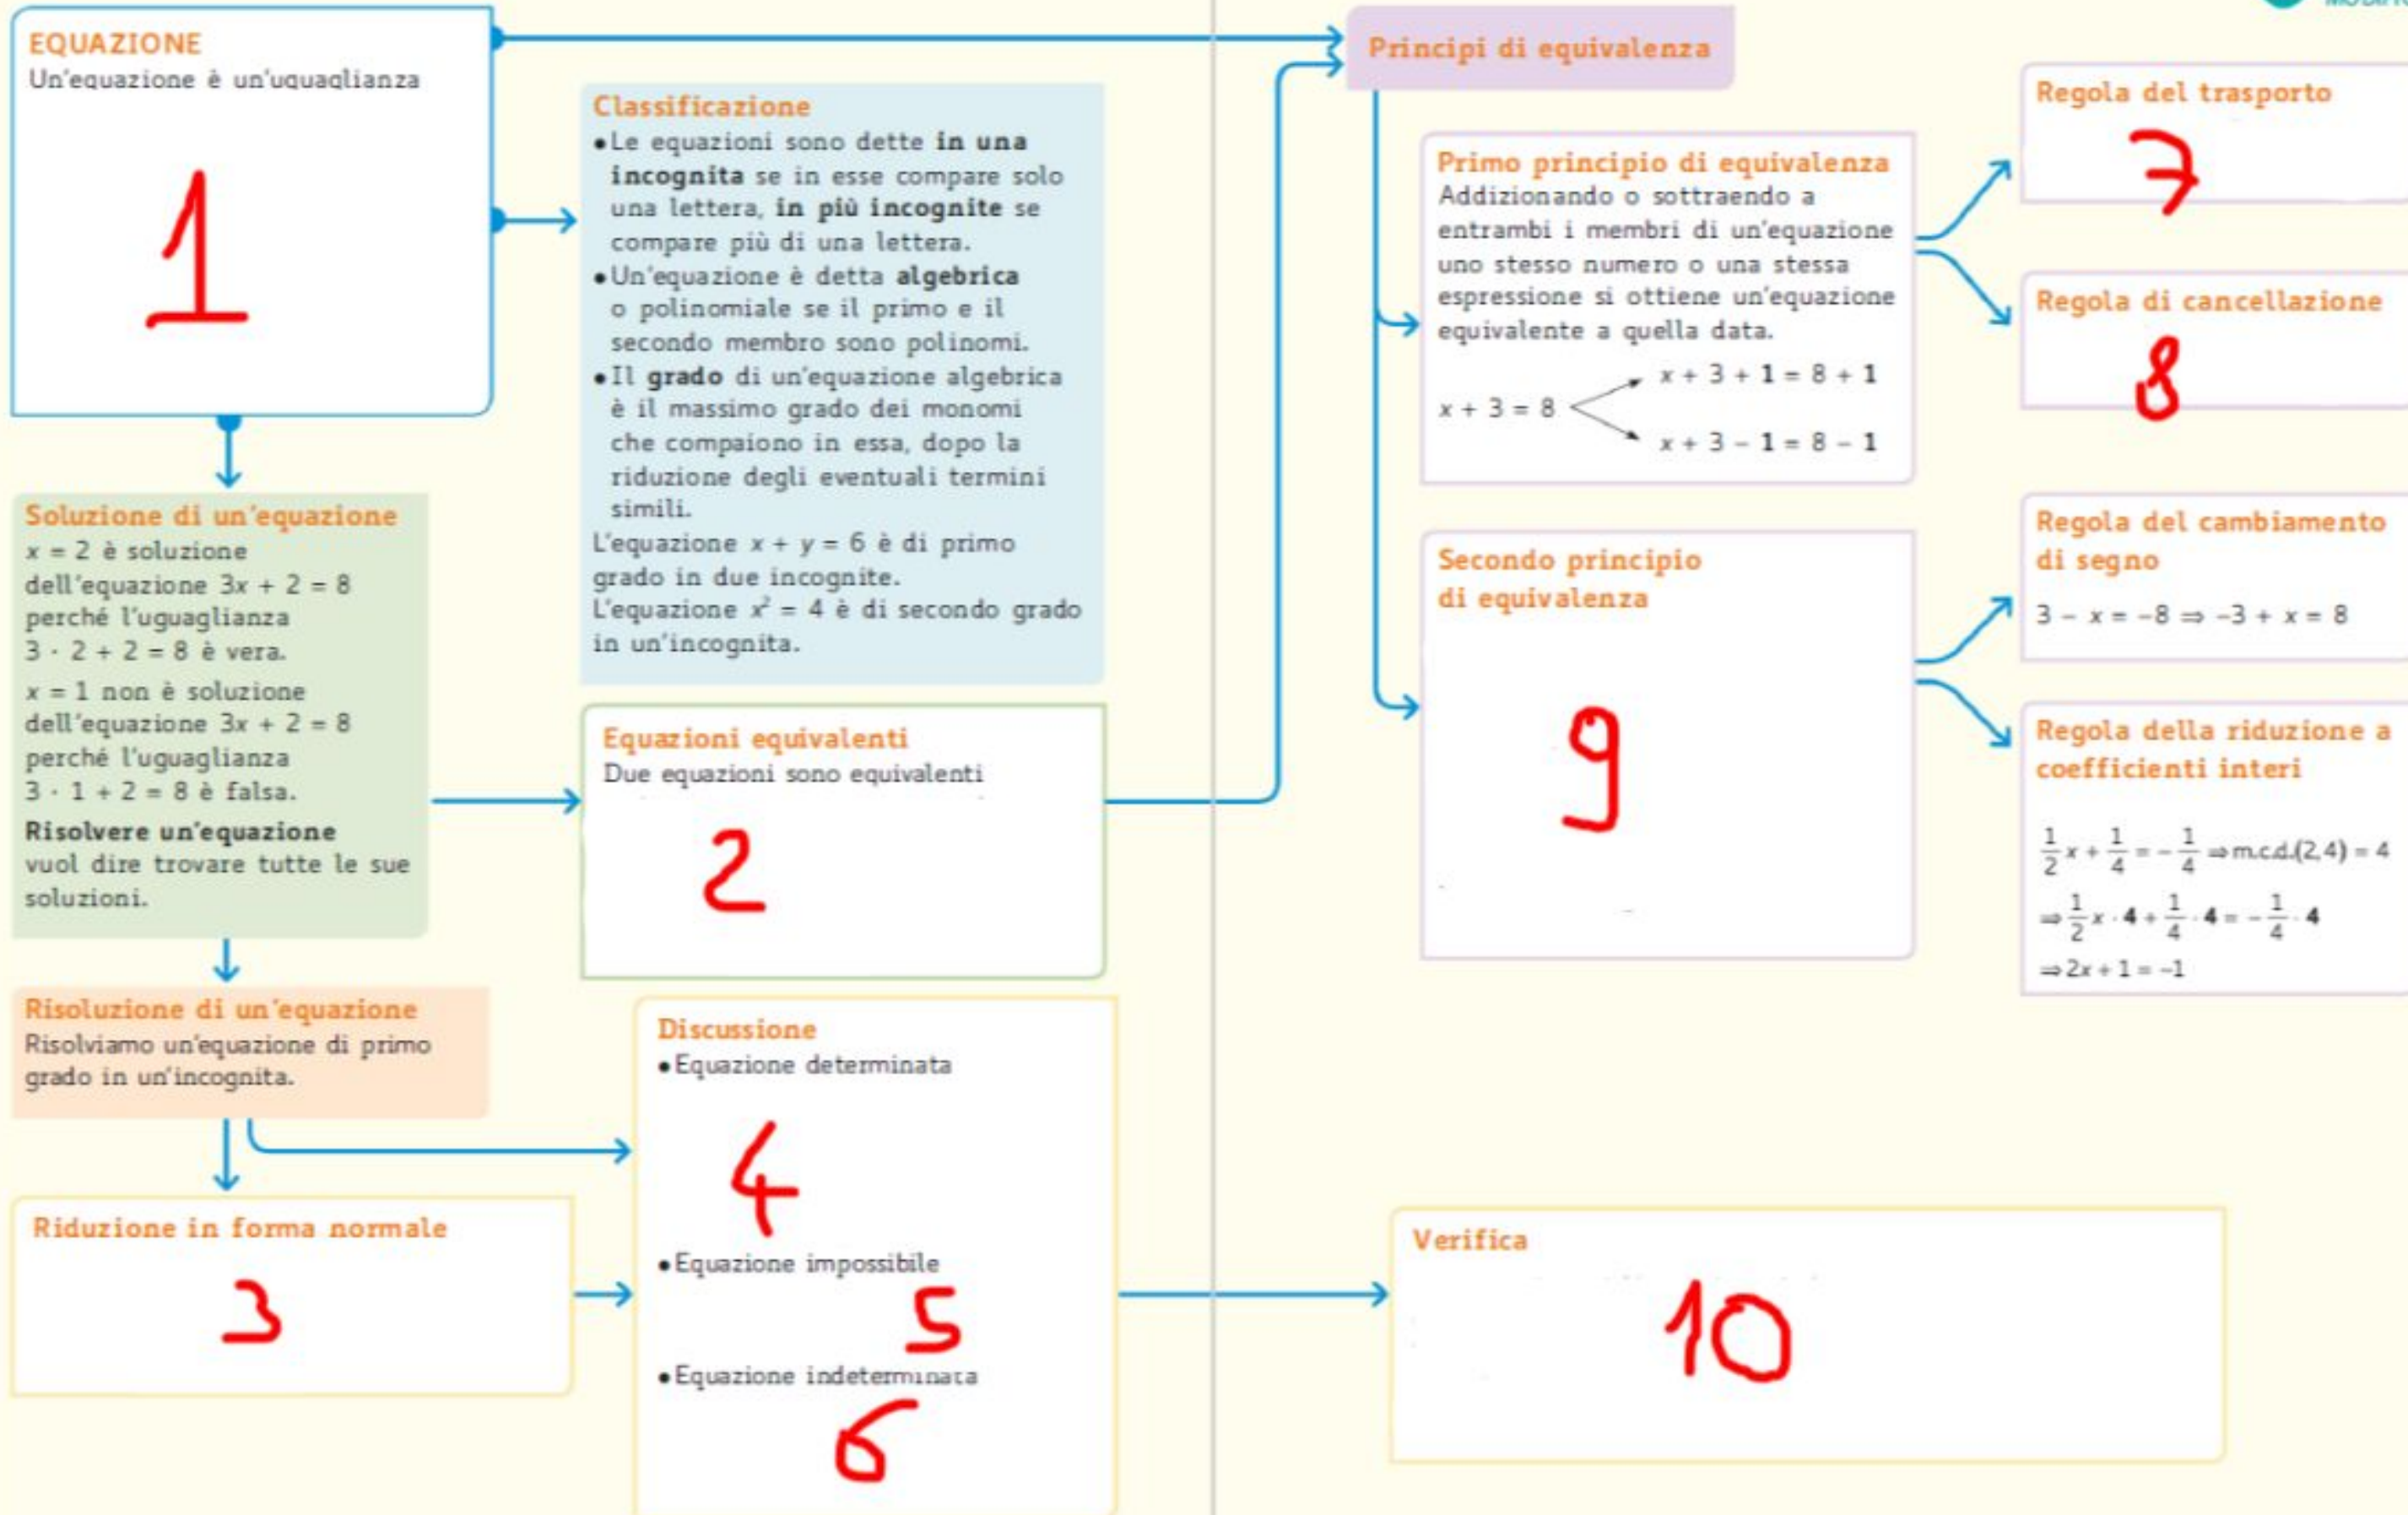 EQUAZIONE
Un'equazione è un'uguaglianza
1
Classificazione
•Le equazioni sono dette in una
incognita se in esse compare solo
una lettera, in più incognite se
compare più di una lettera.
•Un'equazione è detta algebrica
o polinomiale se il primo e il
secondo membro sono polinomi.
•Il grado di un'equazione algebrica
è il massimo grado dei monomi
che compaiono in essa, dopo la
riduzione degli eventuali termini
simili.
L'equazione x + y = 6 è di primo
grado in due incognite.
L'equazione x² = 4 è di secondo grado
in un'incognita.
Soluzione di un'equazione
x = 2 è soluzione
dell'equazione 3x + 2 = 8
perché l'uguaglianza
3 · 2 + 2 = 8 è vera.
x = 1 non è soluzione
dell'equazione 3x + 2 = 8
perché l'uguaglianza
3 · 1 + 2 = 8 è falsa.
Risolvere un'equazione
vuol dire trovare tutte le sue
soluzioni.
Equazioni equivalenti
Due equazioni sono equivalenti
2
Risoluzione di un'equazione
Risolviamo un'equazione di primo
grado in un'incognita.
Riduzione in forma normale
3
Discussione
•Equazione determinata
4
•Equazione impossibile
5
•Equazione indeterminata
6
Principi di equivalenza
Primo principio di equivalenza
Addizionando o sottraendo a
entrambi i membri di un'equazione
uno stesso numero o una stessa
espressione si ottiene un'equazione
equivalente a quella data.
x + 3 + 1 = 8 + 1
x + 3 = 8
x + 3 − 1 = 8 − 1
Regola del trasporto
7
Regola di cancellazione
8
Secondo principio
di equivalenza
9
Regola del cambiamento
di segno
3 − x = −8 ⇒ −3 + x = 8
Regola della riduzione a
coefficienti interi
1/2 x + 1/4 = − 1/4 ⇒ m.c.d.(2,4) = 4
⇒ 1/2 x · 4 + 1/4 · 4 = − 1/4 · 4
⇒ 2x + 1 = −1
Verifica
10